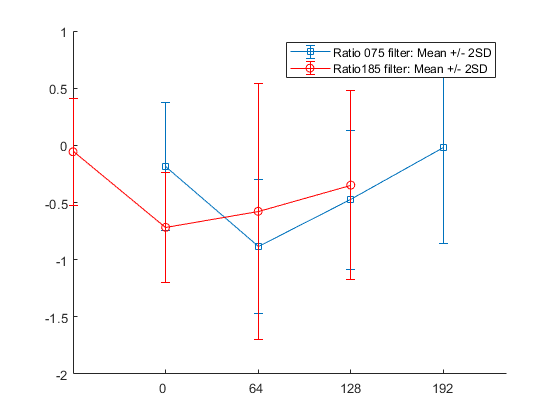 1
Ratio 075 filter: Mean +/- 2SD
Ratio185 filter: Mean +/- 2SD
0.5
0
-0.5
-1
-1.5
-2
0 64 128 192